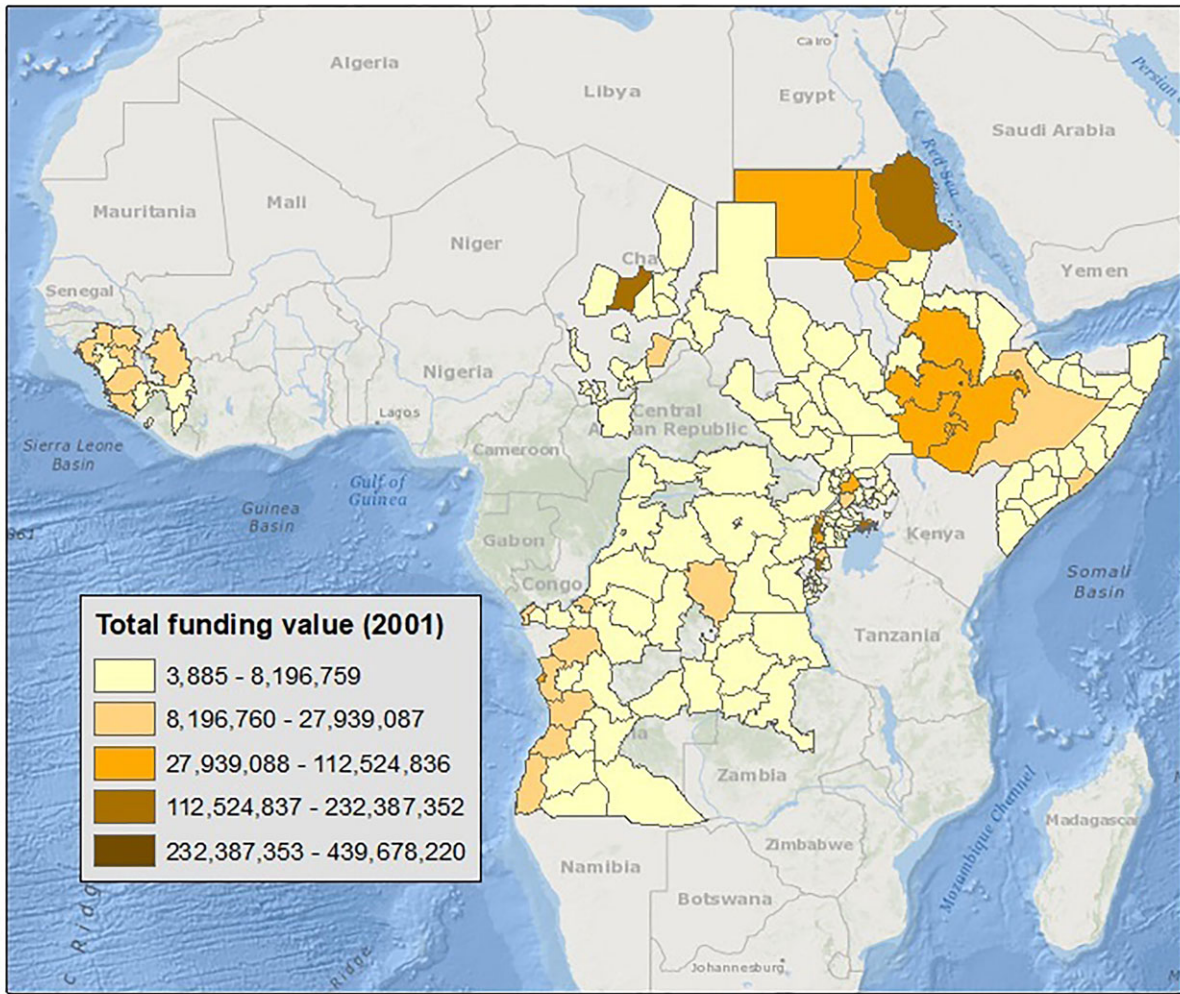 Cairo
Algeria
Libya
Egypt
Persian
Saudi Arabia
Red Sea
Mauritania
Mali
Niger
Cha
Yemen
Senegal
Nigeria
Lagos
Central
African Republic
Cameroon
Sierra Leone
Basin
Gulf of
Guinea
Guinea
Basin
Gabon
Congo
Kenya
Somali
Basin
Tanzania
Total funding value (2001)
3,885 - 8,196,759
8,196,760 - 27,939,087
27,939,088 - 112,524,836
112,524,837 - 232,387,352
232,387,353 - 439,678,220
Zambia
Madagascar
Zimbabwe
Mozambique Channel
Namibia
Botswana
Johannesburg
c Ridg
Ridge